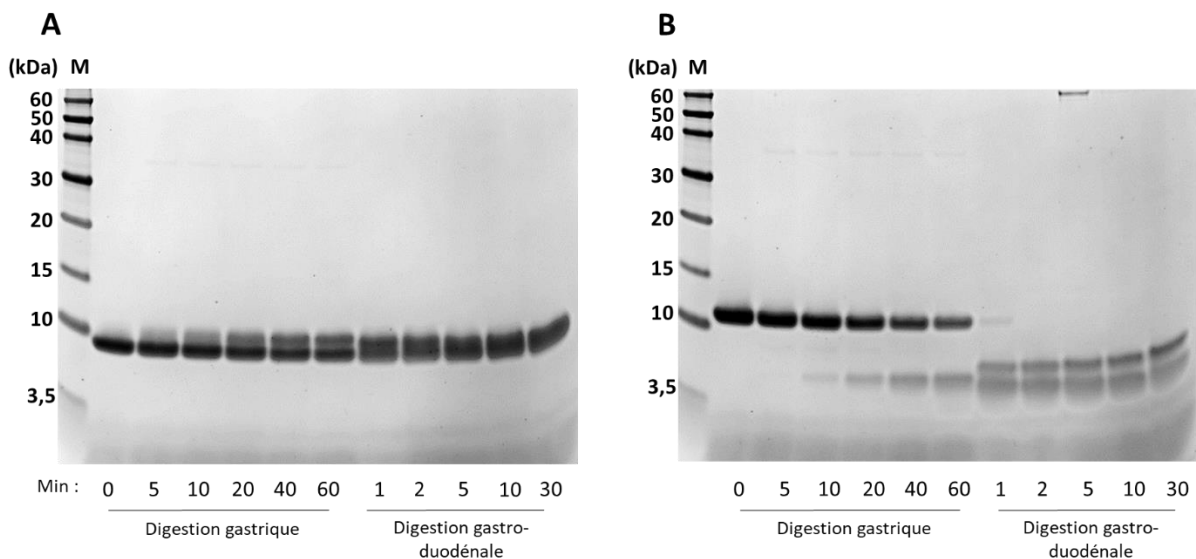 A
(kDa) M
60
50
40
30
20
15
10
3,5
Min : 0 5 10 20 40 60 1 2 5 10 30
Digestion gastrique
Digestion gastro-
duodénale
B
(kDa) M
60
50
40
30
20
15
10
3,5
0 5 10 20 40 60 1 2 5 10 30
Digestion gastrique
Digestion gastro-
duodénale